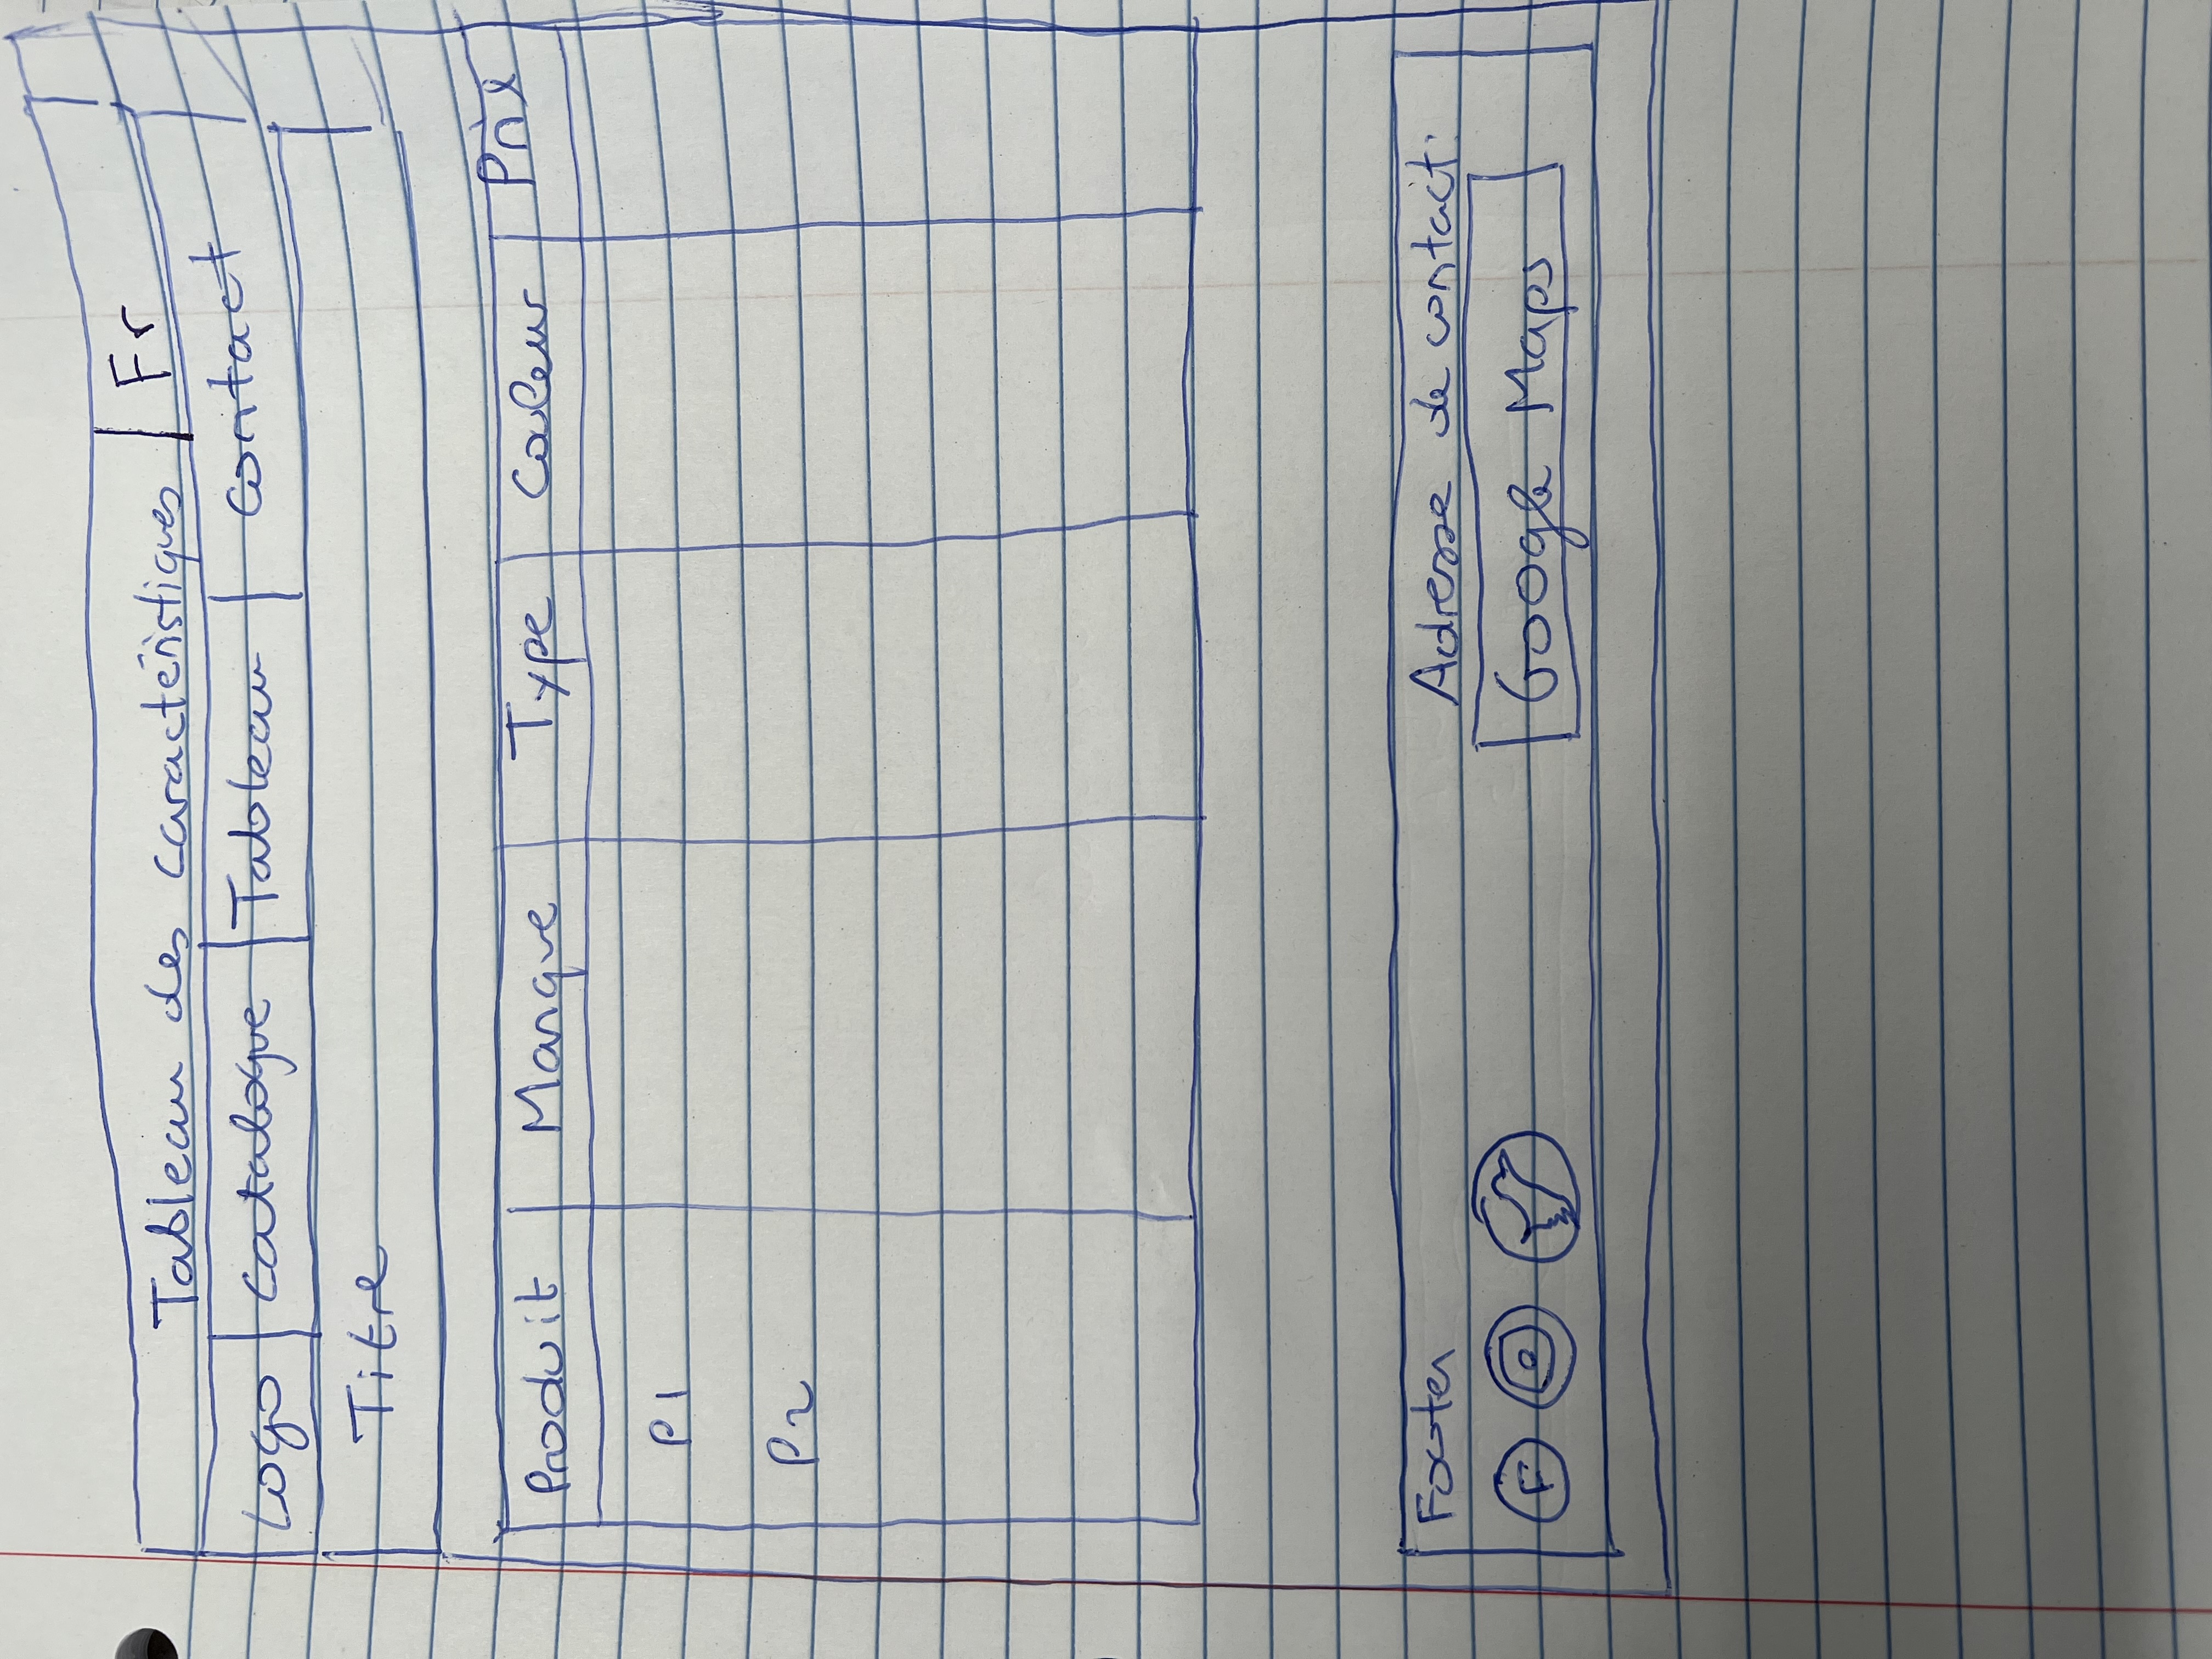 Tableau des caractéristiques Fr
Logo Catalogue Tableau Contact
Titre
Produit Marque Type Couleur Prix
P1
P2
Footer Adresse de contact:
F Google Maps